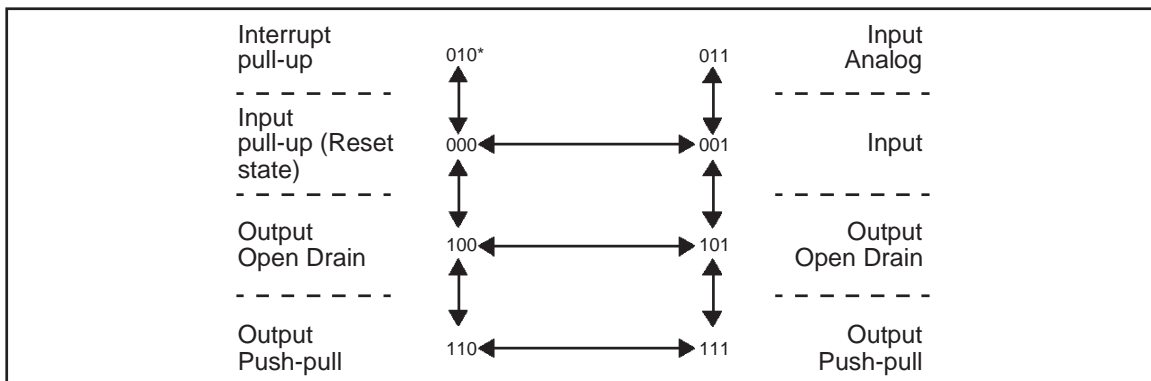 Interrupt
pull-up
010*
011
Input
Analog
Input
pull-up (Reset
state)
000
001
Input
Output
Open Drain
100
101
Output
Open Drain
Output
Push-pull
110
111
Output
Push-pull